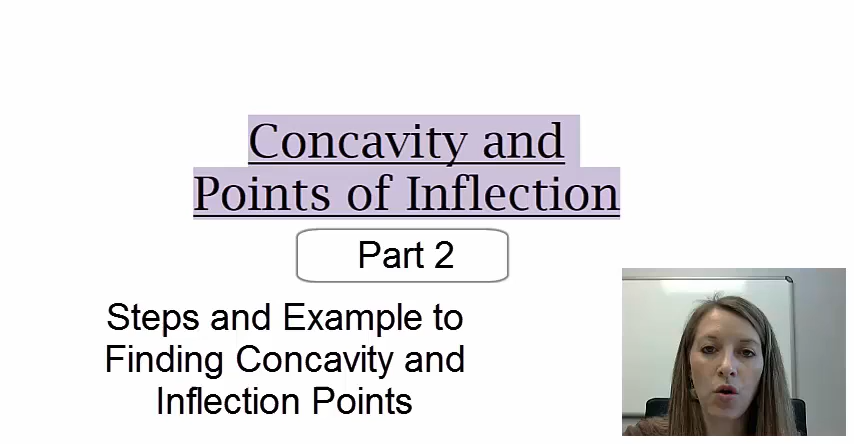 Concavity and
Points of Inflection
Part 2
Steps and Example to
Finding Concavity and
Inflection Points